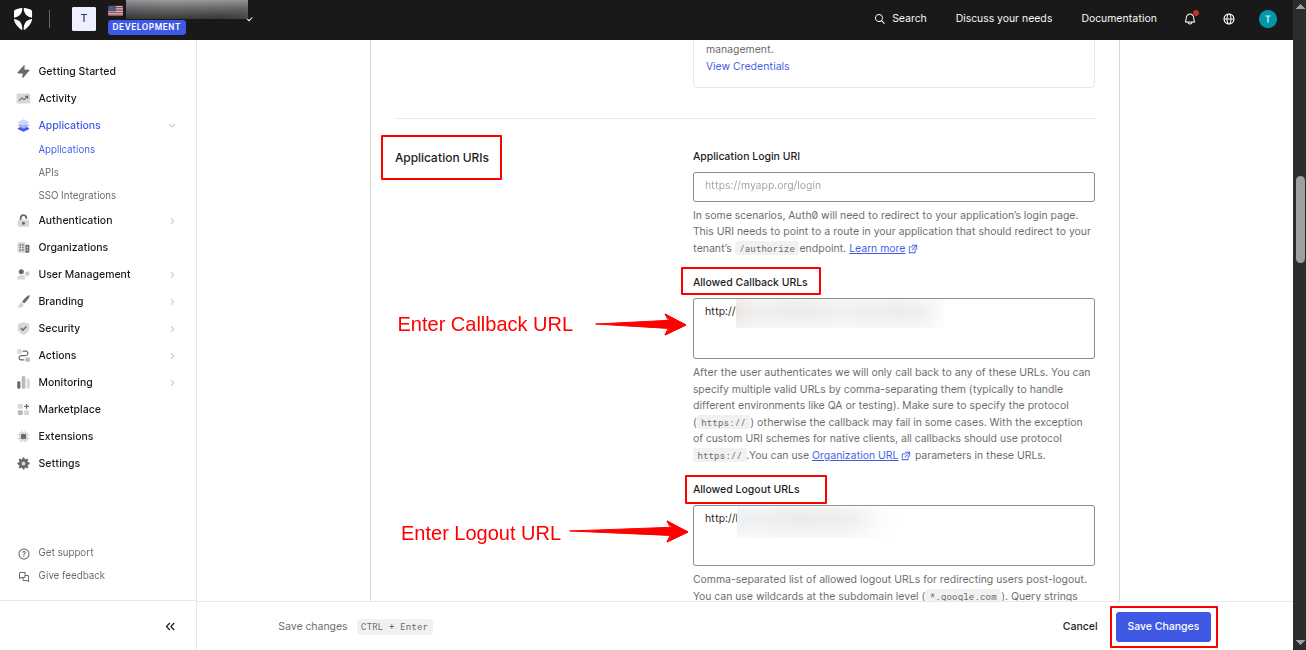 T
DEVELOPMENT
Search
Discuss your needs
Documentation
T
Getting Started
Activity
Applications
Applications
APIs
SSO Integrations
Authentication
Organizations
User Management
Branding
Security
Actions
Monitoring
Marketplace
Extensions
Settings
Get support
Give feedback
management.
View Credentials
Application URIs
Application Login URI
https://myapp.org/login
In some scenarios, Auth0 will need to redirect to your application's login page.
This URI needs to point to a route in your application that should redirect to your
tenant's /authorize endpoint. Learn more
Allowed Callback URLs
Enter Callback URL
http://
After the user authenticates we will only call back to any of these URLs. You can
specify multiple valid URLs by comma-separating them (typically to handle
different environments like QA or testing). Make sure to specify the protocol
( https:// ) otherwise the callback may fail in some cases. With the exception
of custom URI schemes for native clients, all callbacks should use protocol
https:// .You can use Organization URL parameters in these URLs.
Allowed Logout URLs
Enter Logout URL
http://
Comma-separated list of allowed logout URLs for redirecting users post-logout.
You can use wildcards at the subdomain level ( *.google.com ). Query strings
Save changes CTRL + Enter
Cancel
Save Changes